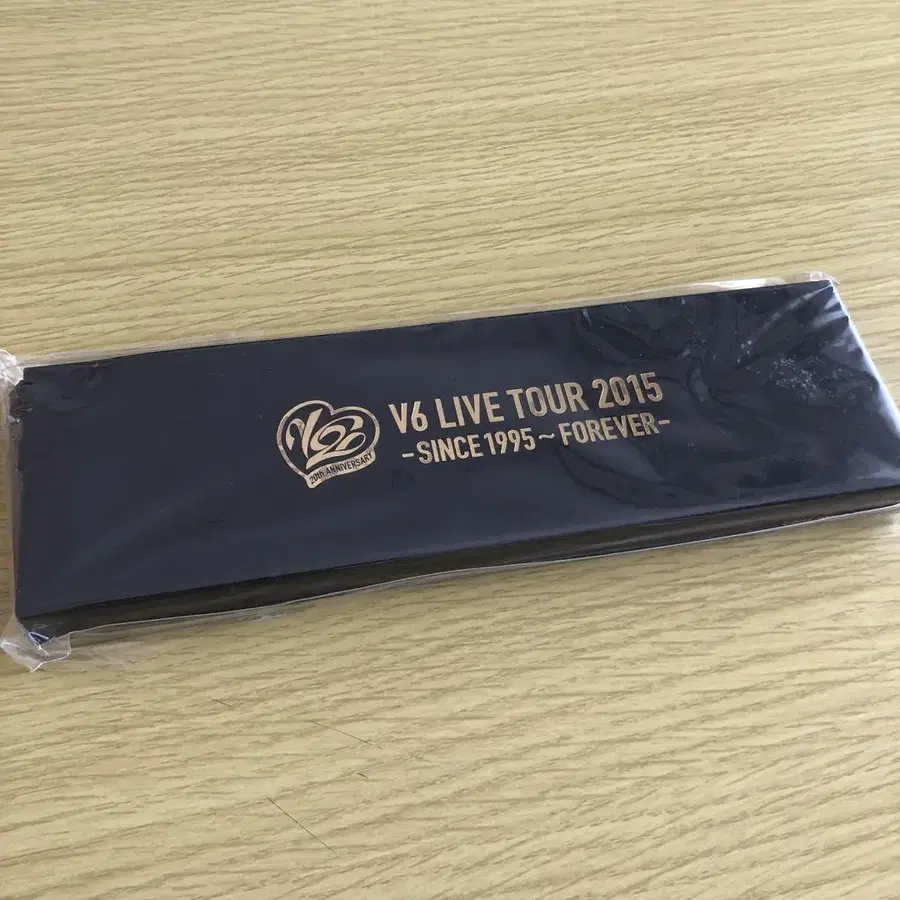 V6 LIVE TOUR 2015
-SINCE 1995~FOREVER-
20th ANNIVERSARY